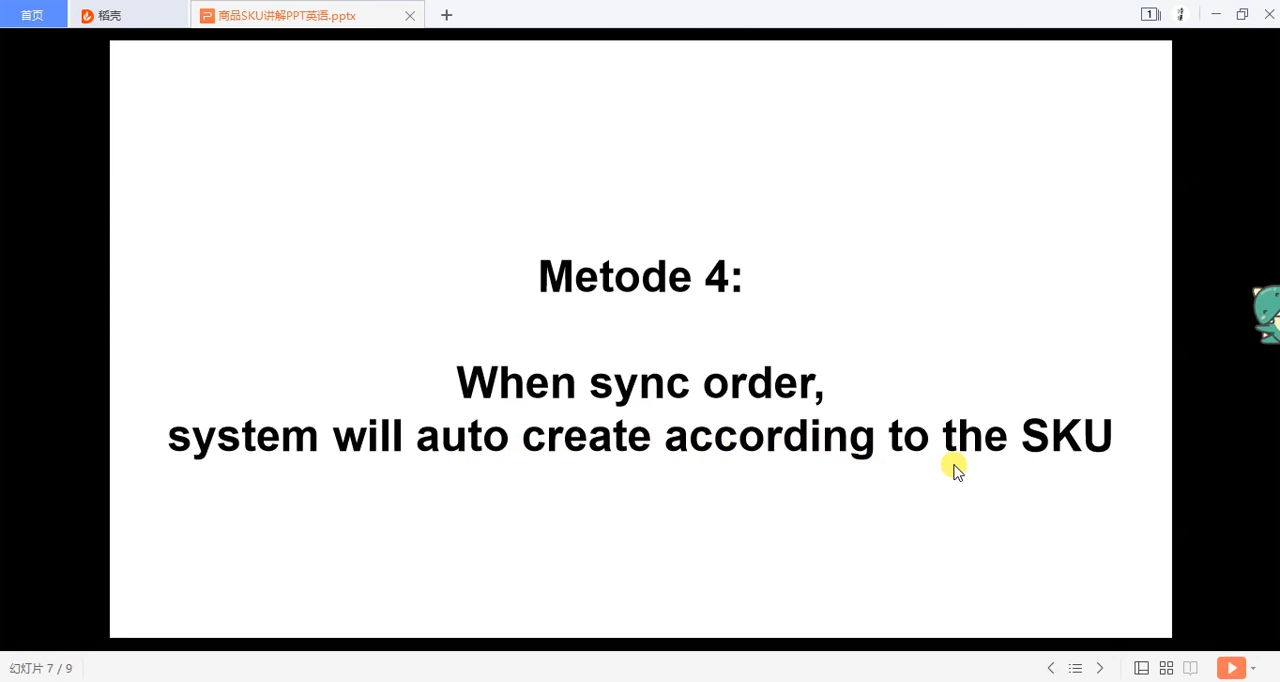 首页
稻壳
商品SKU讲解PPT英语.pptx
1
Metode 4:
When sync order,
system will auto create according to the SKU
幻灯片 7 / 9